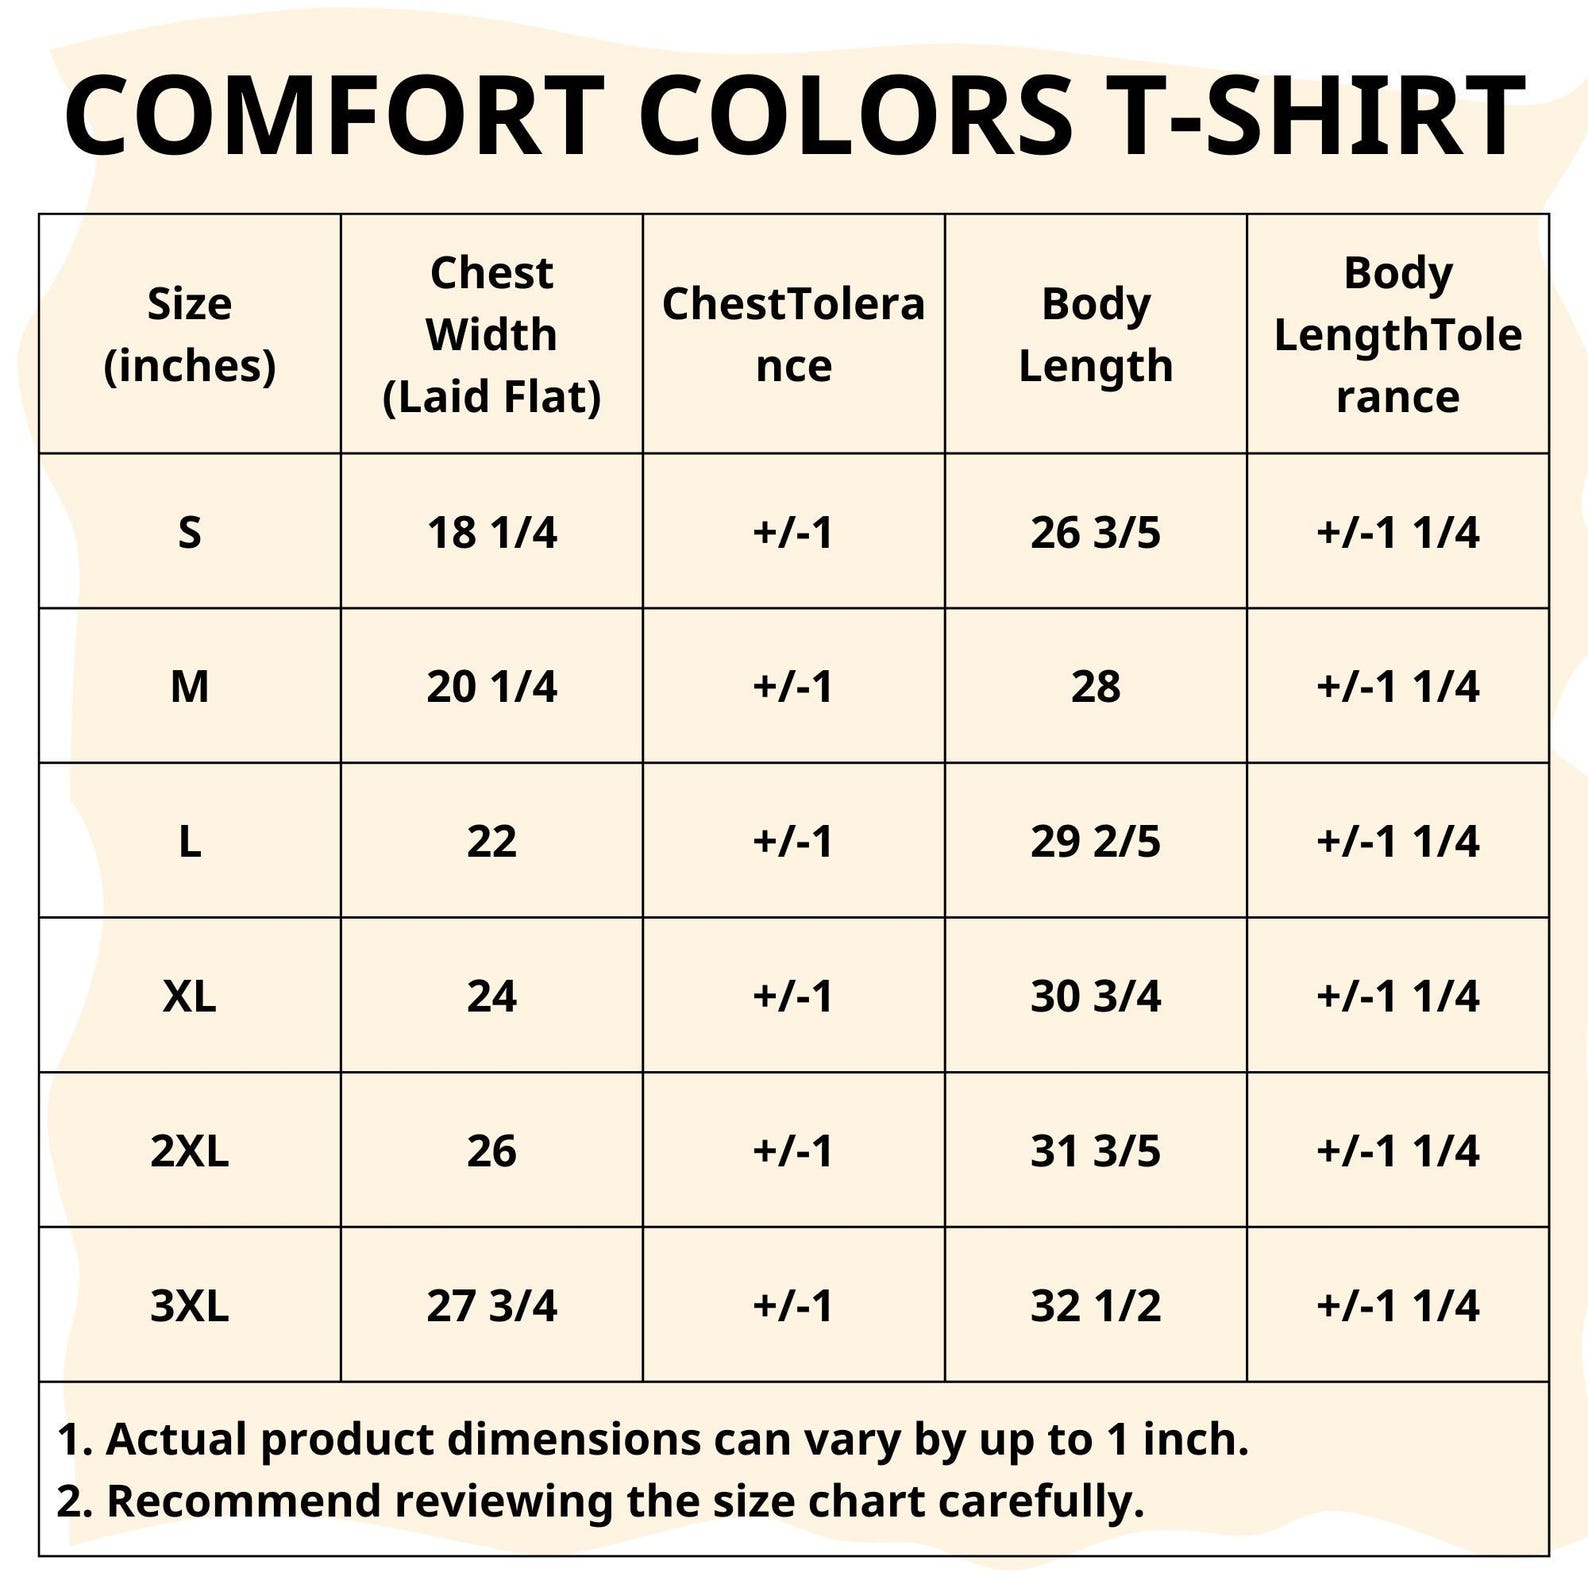 COMFORT COLORS T-SHIRT
Size
(inches)
Chest
Width
(Laid Flat)
ChestTolera
nce
Body
Length
Body
LengthTole
rance
S 18 1/4 +/-1 26 3/5 +/-1 1/4
M 20 1/4 +/-1 28 +/-1 1/4
L 22 +/-1 29 2/5 +/-1 1/4
XL 24 +/-1 30 3/4 +/-1 1/4
2XL 26 +/-1 31 3/5 +/-1 1/4
3XL 27 3/4 +/-1 32 1/2 +/-1 1/4
1. Actual product dimensions can vary by up to 1 inch.
2. Recommend reviewing the size chart carefully.